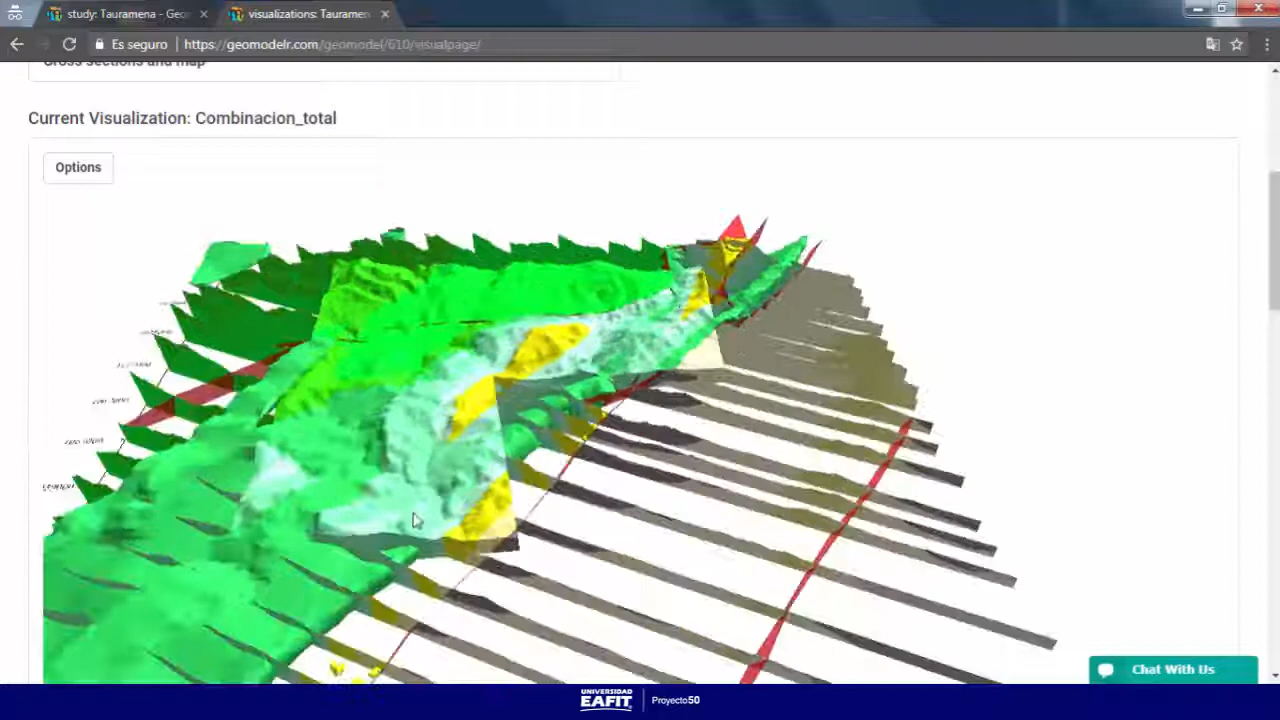 study: Tauramena - Geo
visualizations: Tauramen
Es seguro
https://geomodelr.com/geomodel/610/visualpage/
Cross sections and map
Current Visualization: Combinacion_total
Options
Chat With Us
UNIVERSIDAD
EAFIT
Proyecto50